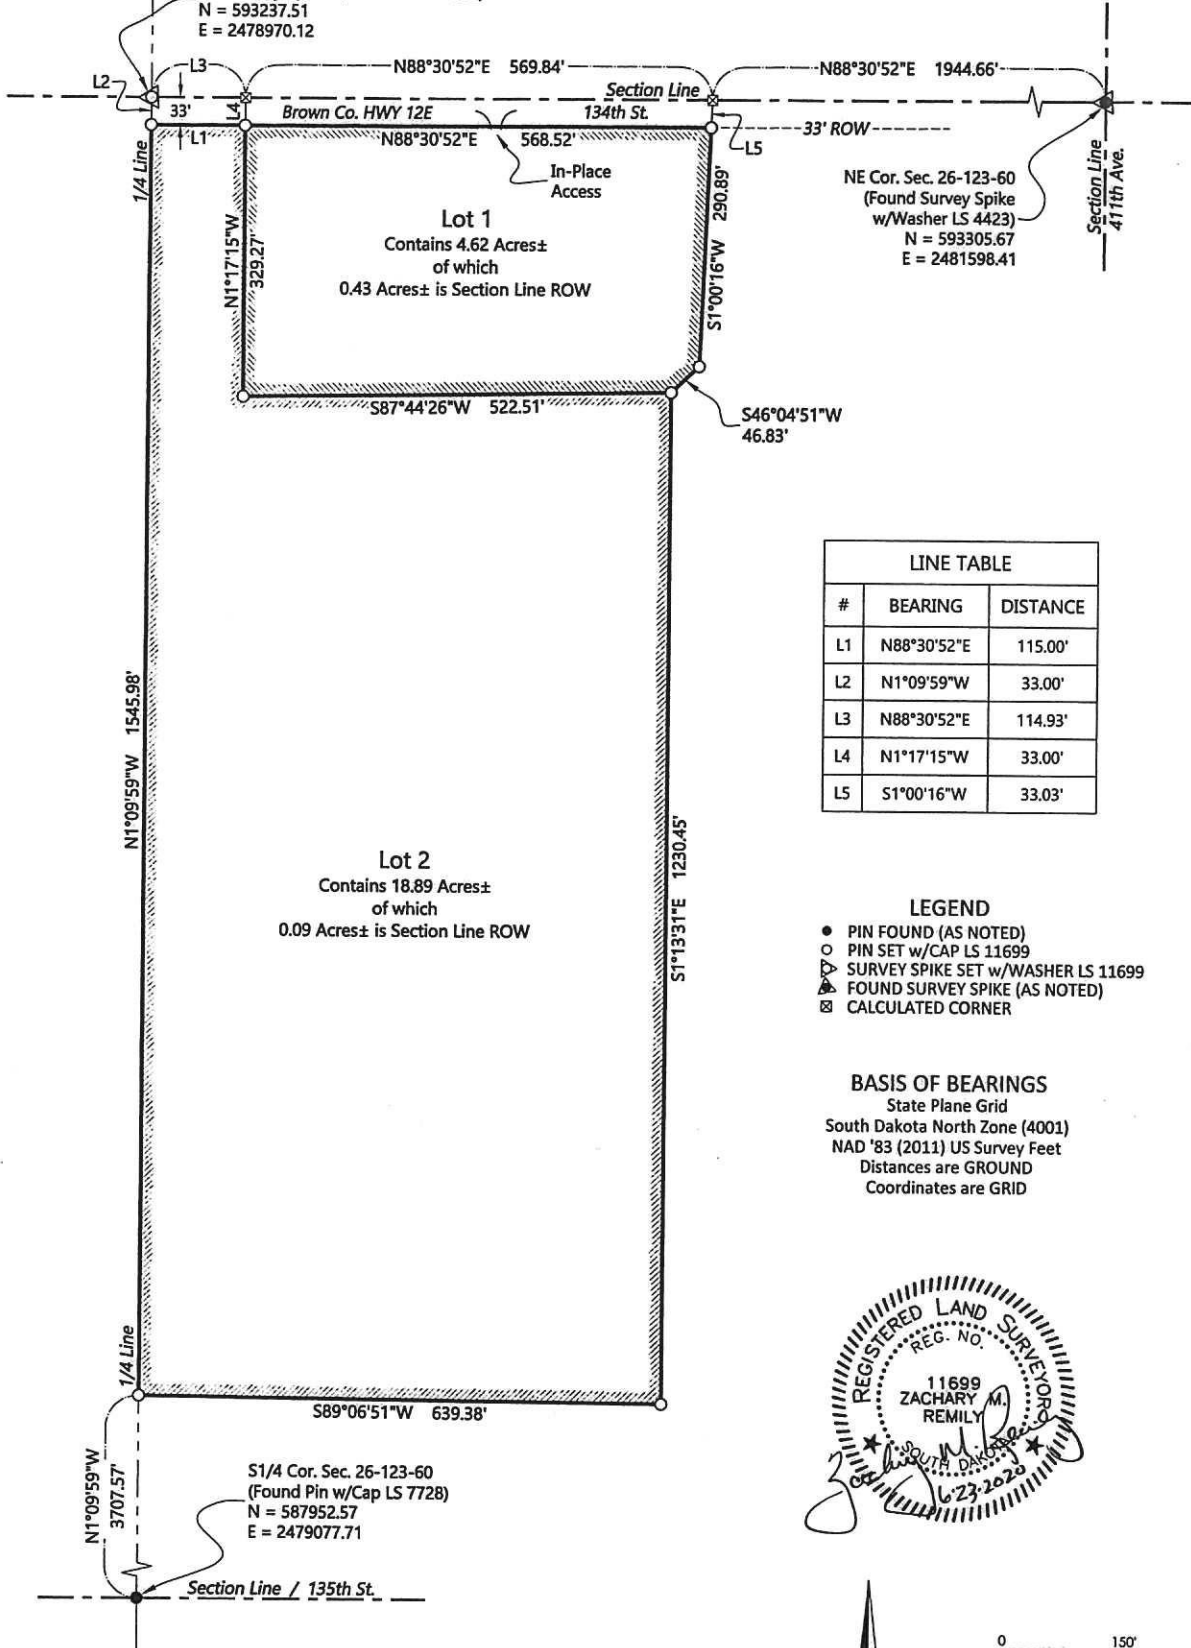 N = 593237.51
E = 2478970.12
L3
N88°30'52"E 569.84'
N88°30'52"E 1944.66'
L2
33'
L4
Section Line
Brown Co. HWY 12E
134th St.
L1
N88°30'52"E 568.52'
33' ROW
L5
In-Place
Access
1/4 Line
NE Cor. Sec. 26-123-60
(Found Survey Spike
w/Washer LS 4423)
N = 593305.67
E = 2481598.41
Section Line
411th Ave.
Lot 1
Contains 4.62 Acres±
of which
0.43 Acres± is Section Line ROW
N1°17'15"W
329.27'
S1°00'16"W 290.89'
S87°44'26"W 522.51'
S46°04'51"W
46.83'
LINE TABLE
# BEARING DISTANCE
L1 N88°30'52"E 115.00'
L2 N1°09'59"W 33.00'
L3 N88°30'52"E 114.93'
L4 N1°17'15"W 33.00'
L5 S1°00'16"W 33.03'
N1°09'59"W 1545.98'
Lot 2
Contains 18.89 Acres±
of which
0.09 Acres± is Section Line ROW
S1°13'31"E 1230.45'
LEGEND
PIN FOUND (AS NOTED)
PIN SET w/CAP LS 11699
SURVEY SPIKE SET w/WASHER LS 11699
FOUND SURVEY SPIKE (AS NOTED)
CALCULATED CORNER
BASIS OF BEARINGS
State Plane Grid
South Dakota North Zone (4001)
NAD '83 (2011) US Survey Feet
Distances are GROUND
Coordinates are GRID
REGISTERED LAND SURVEYOR
REG. NO.
11699
ZACHARY M.
REMILY
SOUTH DAKOTA
Zachary M. Remily
6-23-2020
1/4 Line
S89°06'51"W 639.38'
N1°09'59"W
3707.57'
S1/4 Cor. Sec. 26-123-60
(Found Pin w/Cap LS 7728)
N = 587952.57
E = 2479077.71
Section Line / 135th St.
0 150'